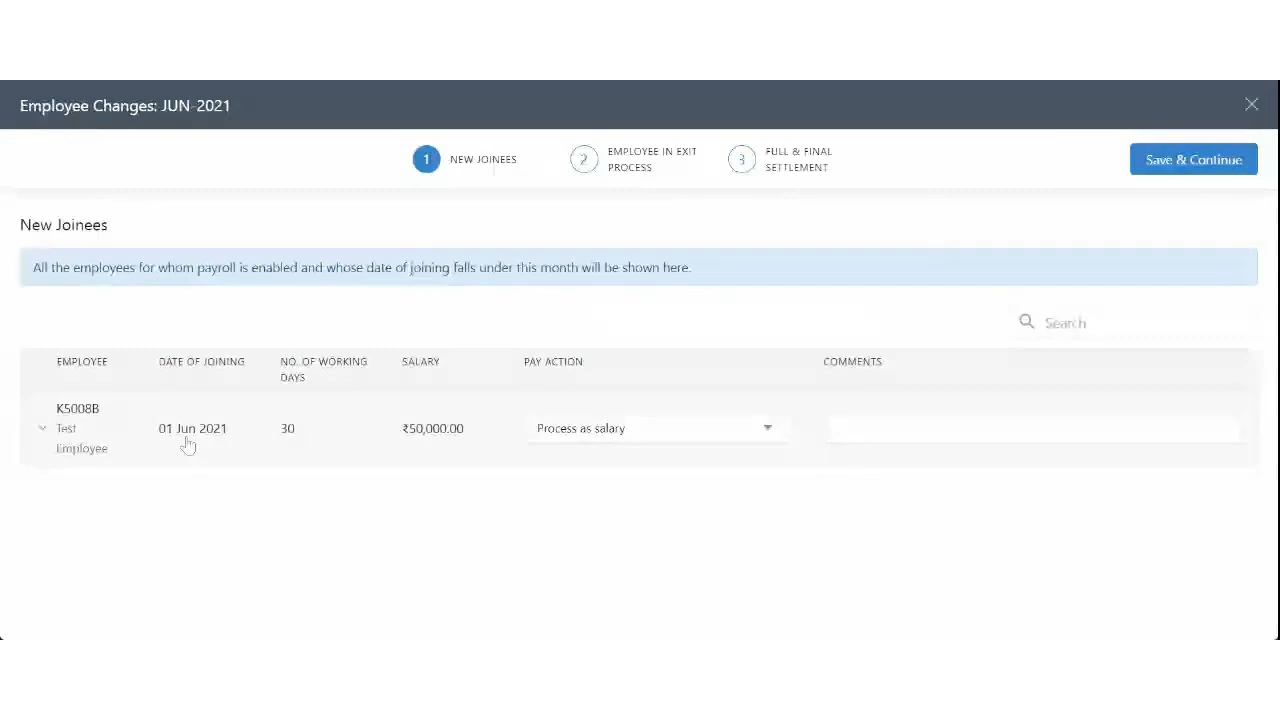 Employee Changes: JUN-2021
1 NEW JOINEES
2 EMPLOYEE IN EXIT
PROCESS
3 FULL & FINAL
SETTLEMENT
Save & Continue
New Joinees
All the employees for whom payroll is enabled and whose date of joining falls under this month will be shown here.
Search
EMPLOYEE DATE OF JOINING NO. OF WORKING DAYS SALARY PAY ACTION COMMENTS
K5008B
Test
Employee
01 Jun 2021 30 ₹50,000.00 Process as salary